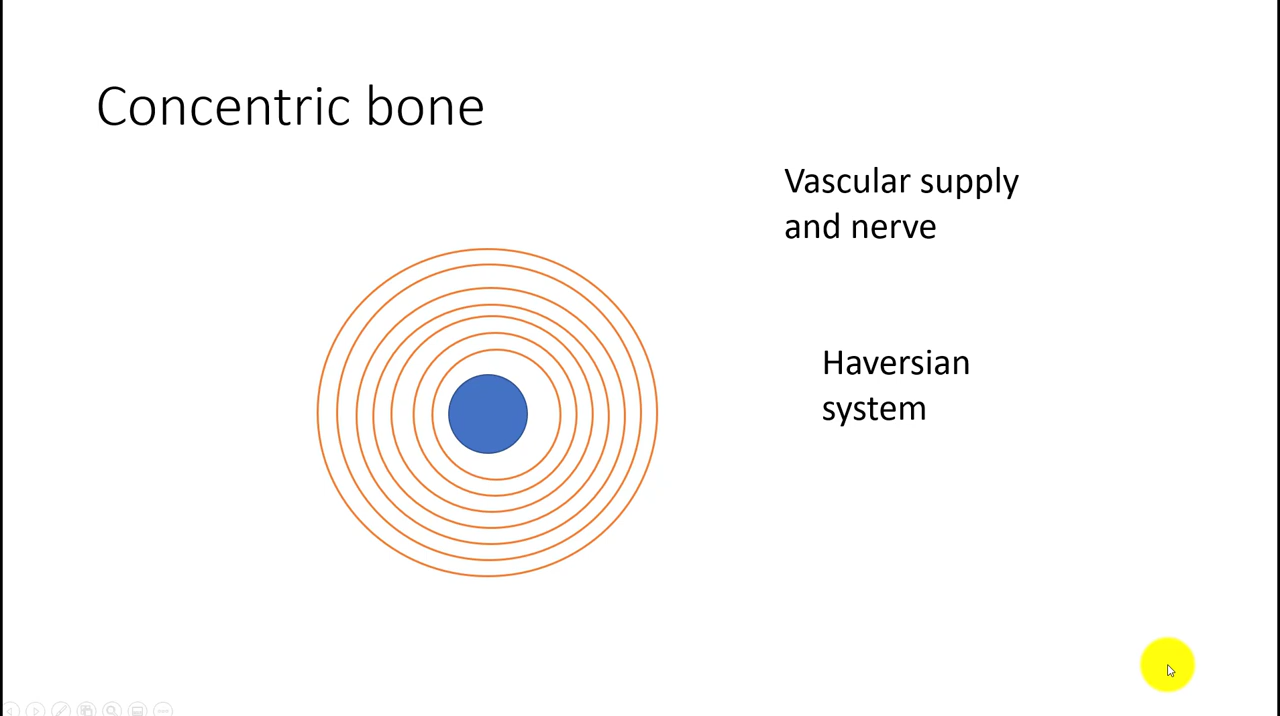 Concentric bone
Vascular supply
and nerve
Haversian
system